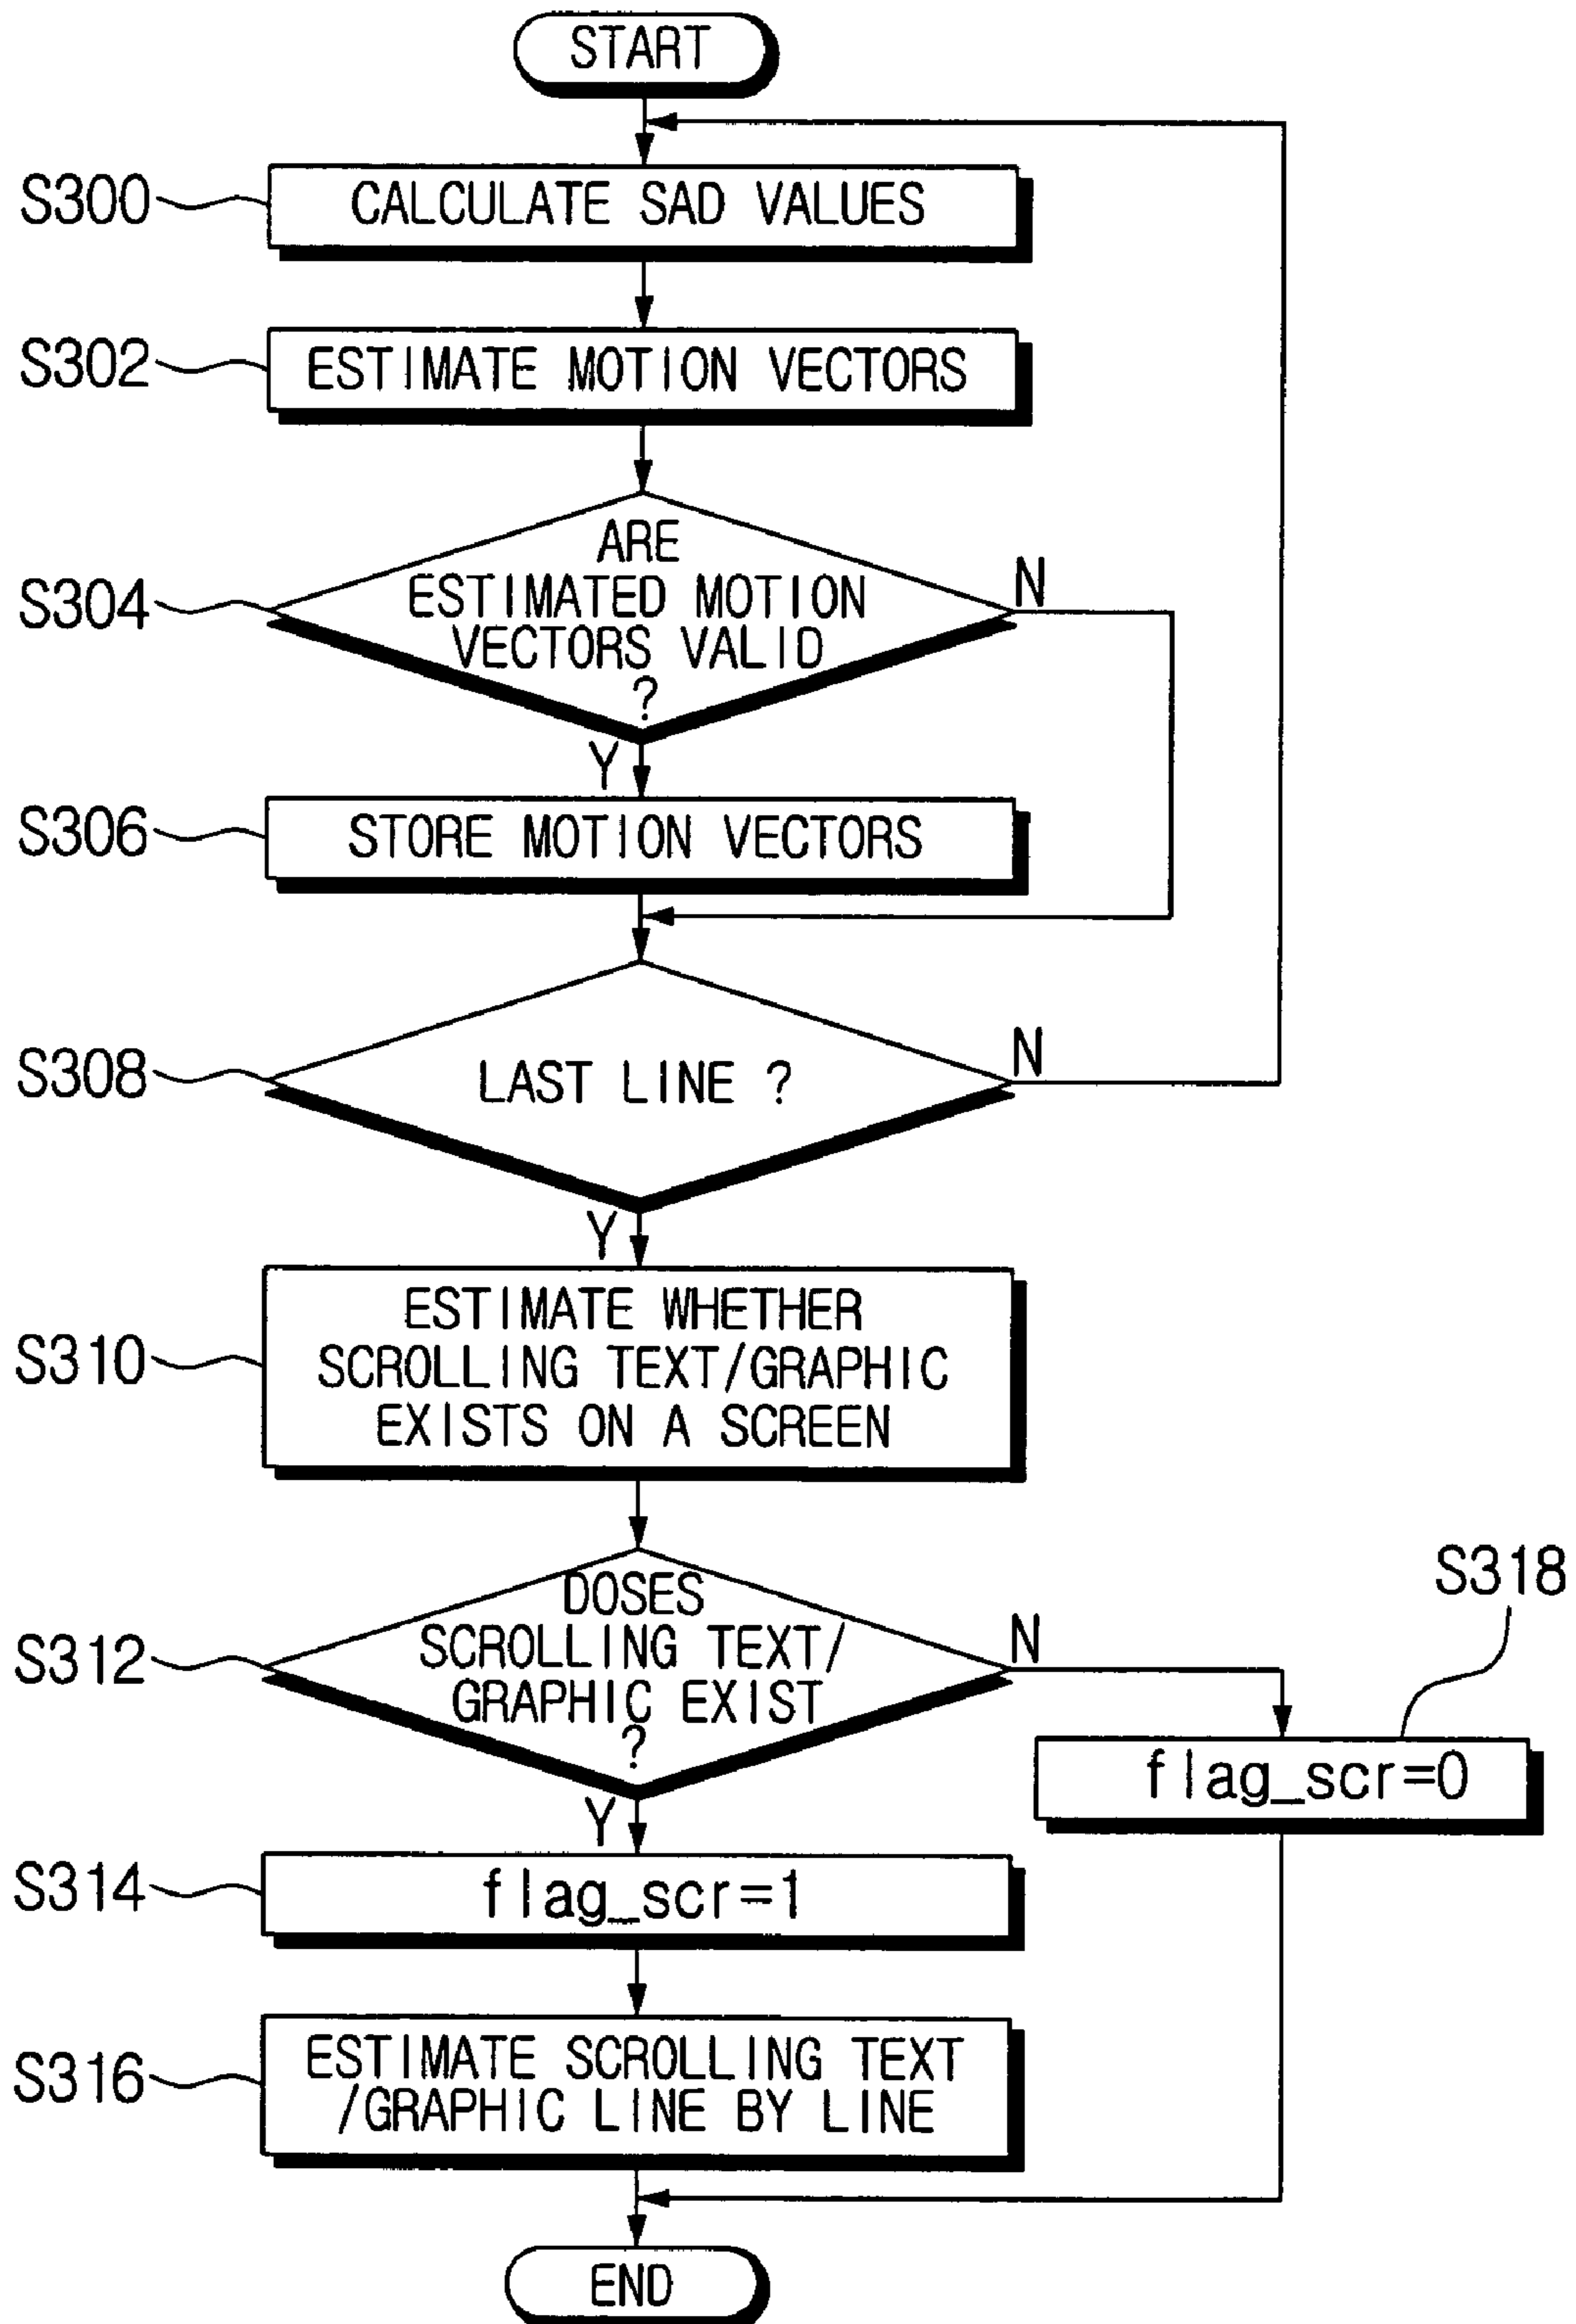 START
S300
CALCULATE SAD VALUES
S302
ESTIMATE MOTION VECTORS
S304
ARE
ESTIMATED MOTION
VECTORS VALID
?
N
Y
S306
STORE MOTION VECTORS
S308
LAST LINE ?
N
Y
S310
ESTIMATE WHETHER
SCROLLING TEXT/GRAPHIC
EXISTS ON A SCREEN
S312
DOSES
SCROLLING TEXT/
GRAPHIC EXIST
?
N
S318
flag_scr=0
Y
S314
flag_scr=1
S316
ESTIMATE SCROLLING TEXT
/GRAPHIC LINE BY LINE
END